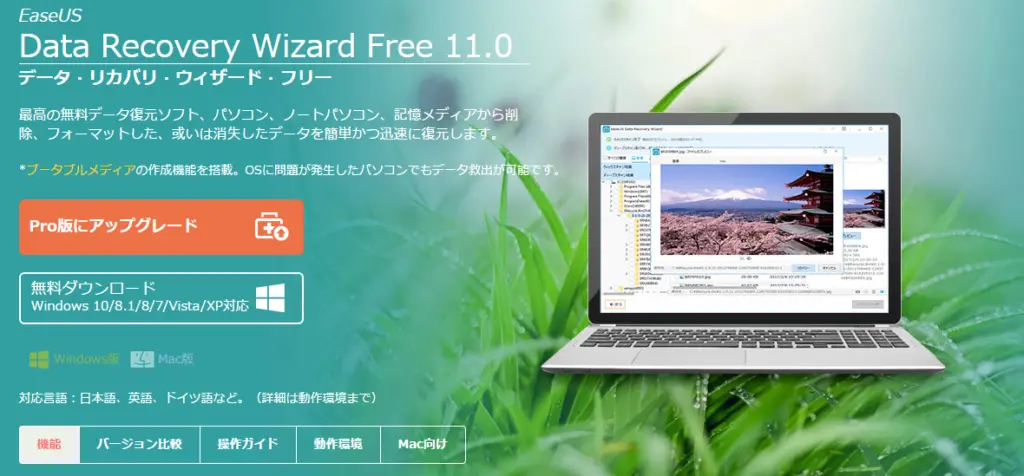 EaseUS
Data Recovery Wizard Free 11.0
データ・リカバリ・ウィザード・フリー
最高の無料データ復元ソフト、パソコン、ノートパソコン、記憶メディアから削
除、フォーマットした、或いは消失したデータを簡単かつ迅速に復元します。
*ブータブルメディアの作成機能を搭載。OSに問題が発生したパソコンでもデータ救出が可能です。
Pro版にアップグレード
無料ダウンロード
Windows 10/8.1/8/7/Vista/XP対応
Windows版 Mac版
対応言語：日本語、英語、ドイツ語など。（詳細は動作環境まで）
機能 バージョン比較 操作ガイド 動作環境 Mac向け
EaseUS Data Recovery Wizard